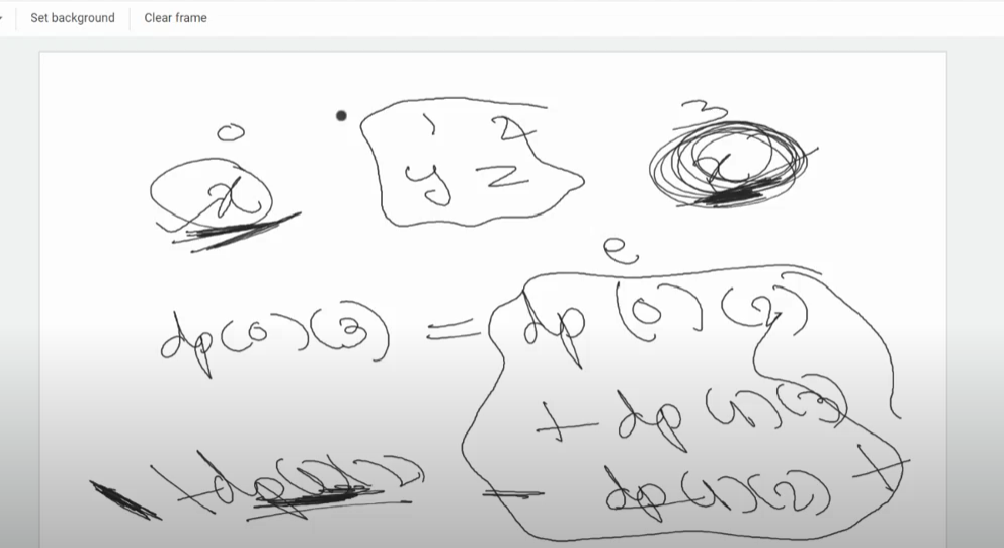 Set background Clear frame
0 1 2 3
x y z x
e
dp(0)(3) = dp(0)(2)
+ dp(1)(3)
- dp(1)(2) +